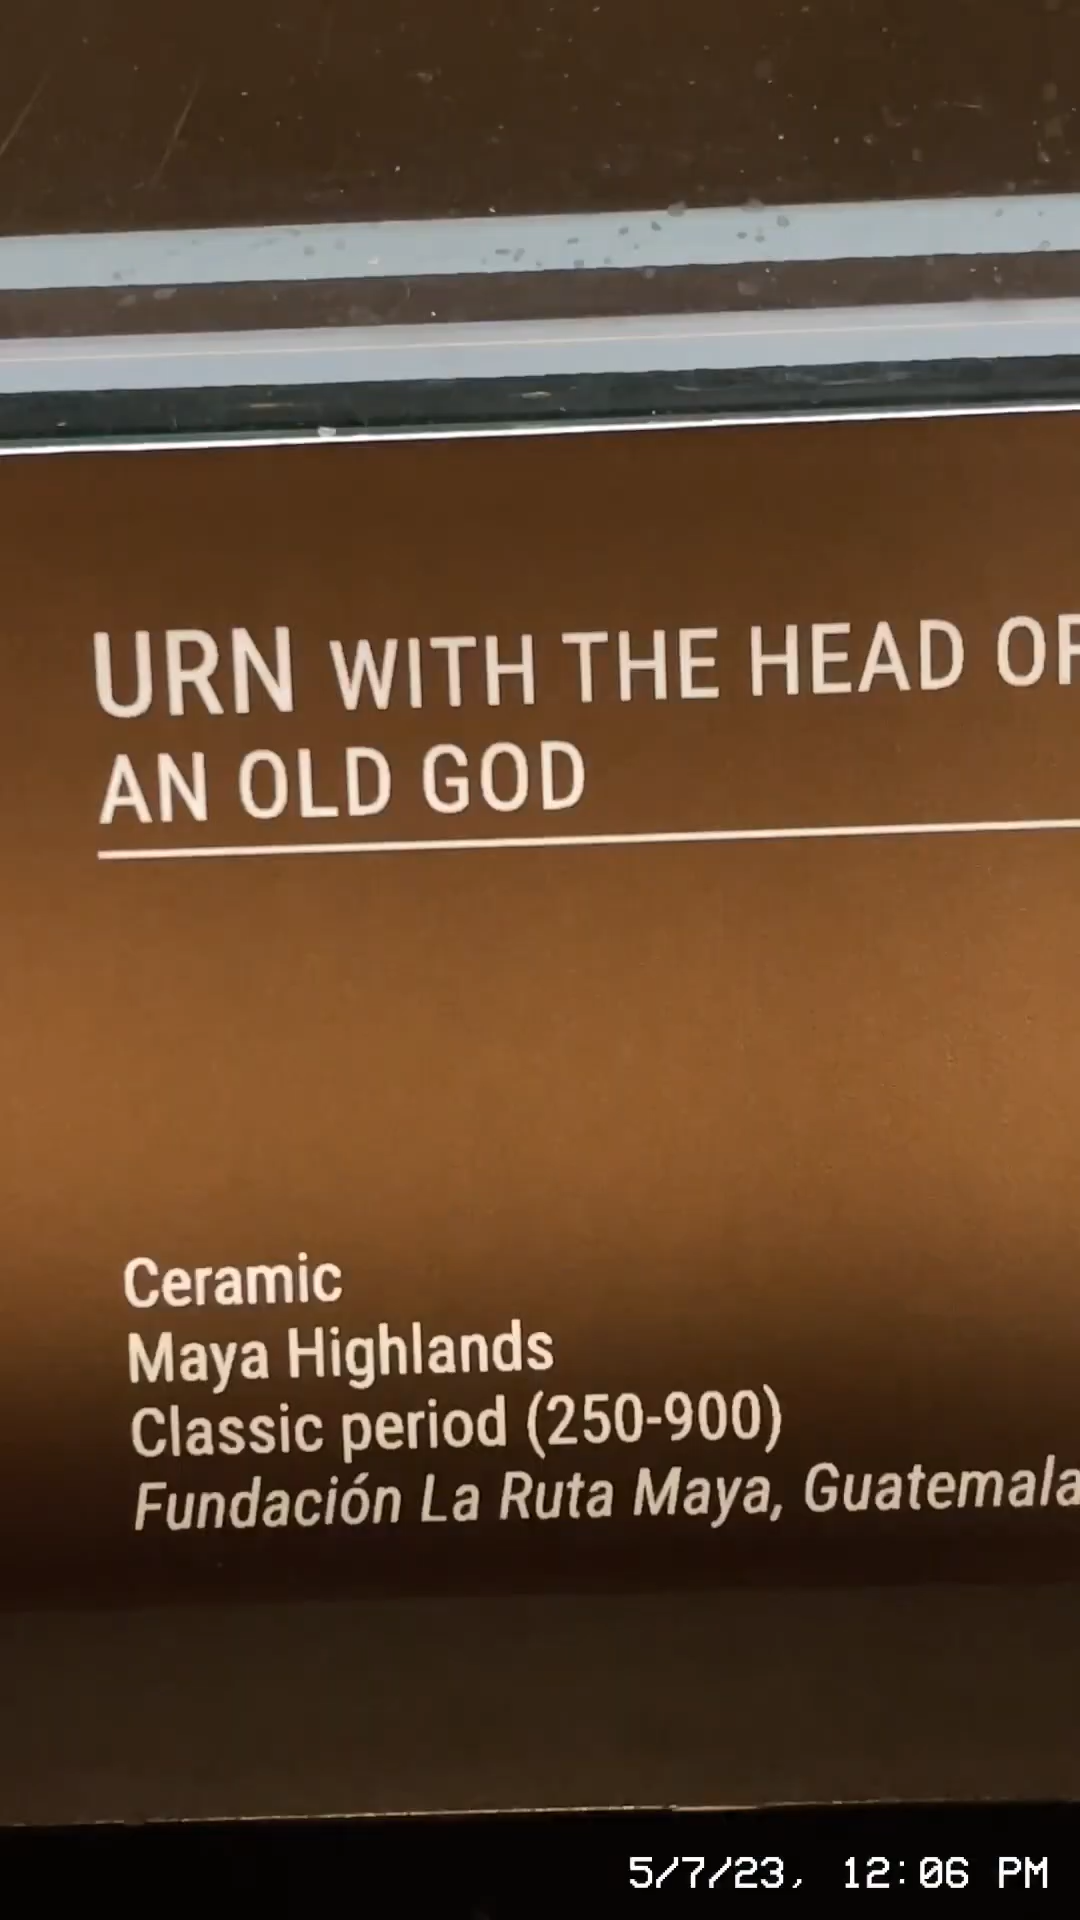 URN WITH THE HEAD OF
AN OLD GOD
Ceramic
Maya Highlands
Classic period (250-900)
Fundación La Ruta Maya, Guatemala
5/7/23, 12:06 PM